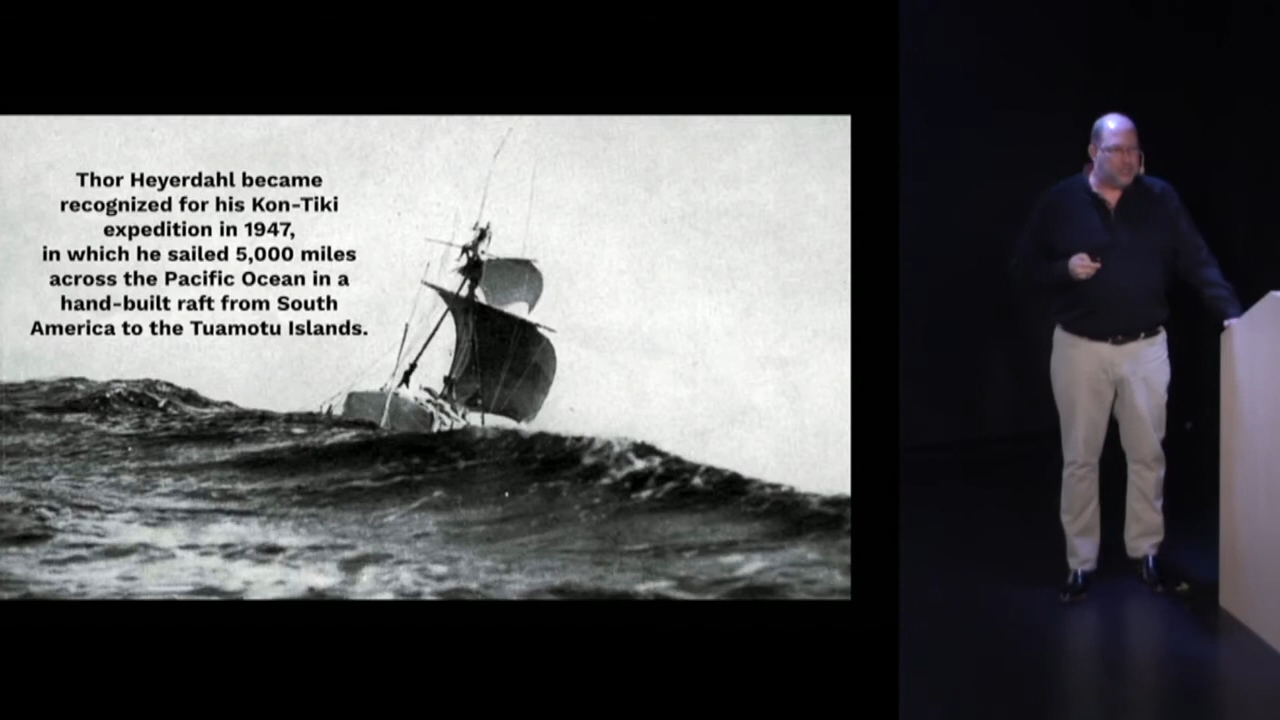 Thor Heyerdahl became
recognized for his Kon-Tiki
expedition in 1947,
in which he sailed 5,000 miles
across the Pacific Ocean in a
hand-built raft from South
America to the Tuamotu Islands.